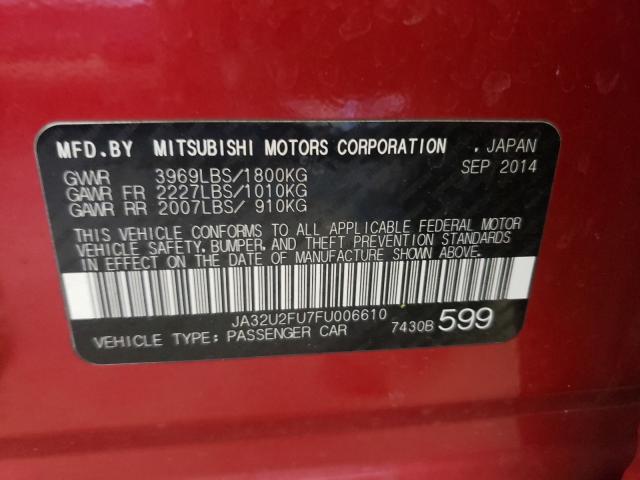 MFD.BY MITSUBISHI MOTORS CORPORATION . JAPAN
SEP 2014
GVWR 3969LBS/1800KG
GAWR FR 2227LBS/1010KG
GAWR RR 2007LBS/ 910KG
THIS VEHICLE CONFORMS TO ALL APPLICABLE FEDERAL MOTOR
VEHICLE SAFETY, BUMPER, AND THEFT PREVENTION STANDARDS
IN EFFECT ON THE DATE OF MANUFACTURE SHOWN ABOVE.
JA32U2FU7FU006610
VEHICLE TYPE: PASSENGER CAR 7430B 599